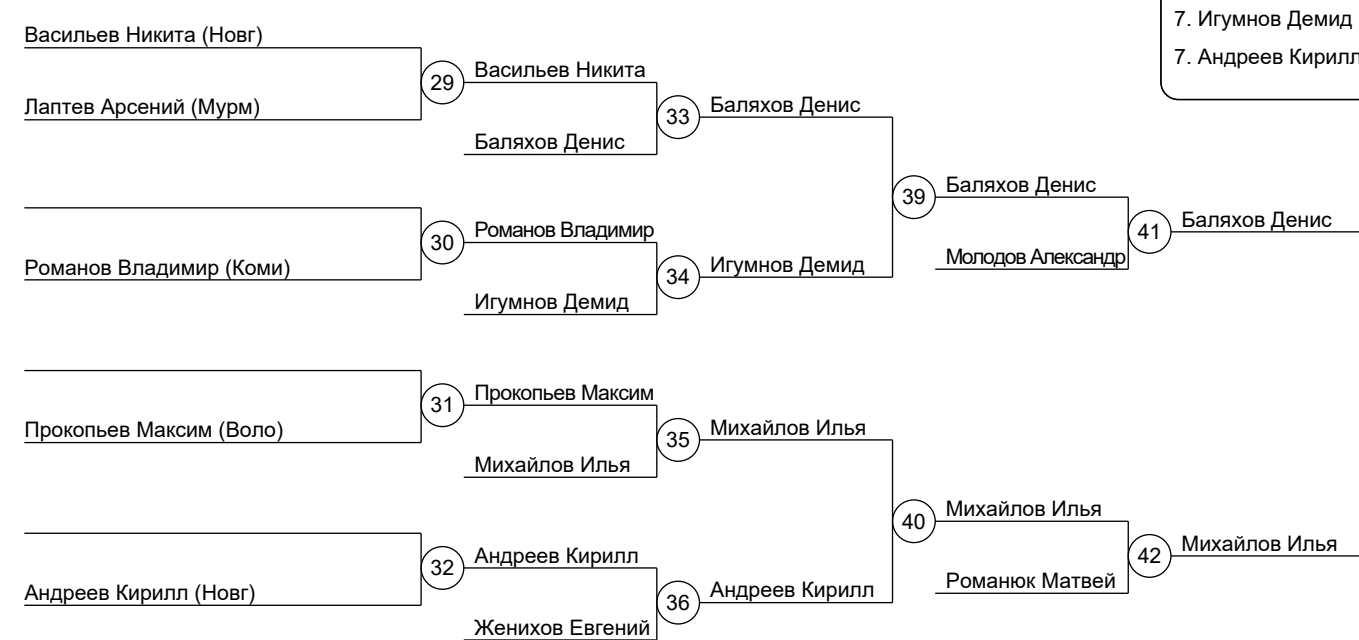 7. Игумнов Демид
7. Андреев Кирилл
Васильев Никита (Новг)
29
Васильев Никита
Лаптев Арсений (Мурм)
33
Баляхов Денис
Баляхов Денис
39
Баляхов Денис
30
Романов Владимир
41
Баляхов Денис
Романов Владимир (Коми)
34
Игумнов Демид
Молодов Александр
Игумнов Демид
31
Прокопьев Максим
Прокопьев Максим (Воло)
35
Михайлов Илья
Михайлов Илья
40
Михайлов Илья
32
Андреев Кирилл
42
Михайлов Илья
Андреев Кирилл (Новг)
36
Андреев Кирилл
Романюк Матвей
Женихов Евгений